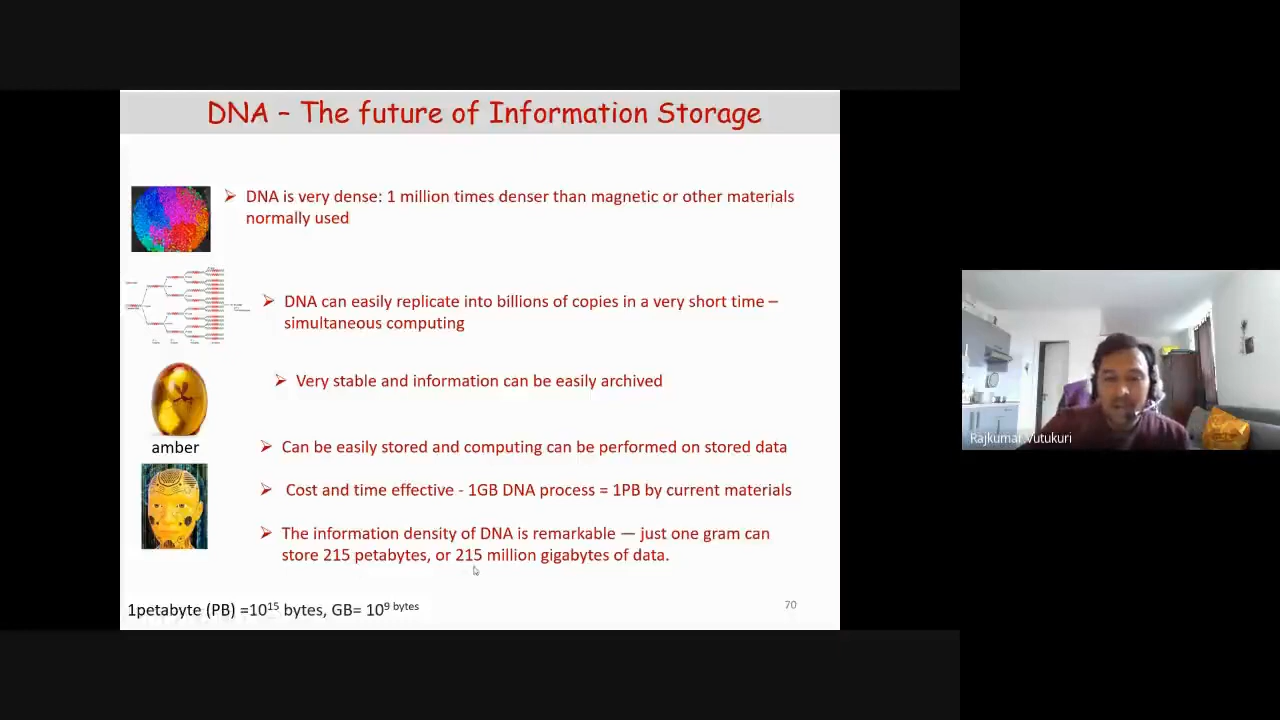 DNA – The future of Information Storage
➢ DNA is very dense: 1 million times denser than magnetic or other materials
normally used
➢ DNA can easily replicate into billions of copies in a very short time –
simultaneous computing
➢ Very stable and information can be easily archived
amber
➢ Can be easily stored and computing can be performed on stored data
➢ Cost and time effective - 1GB DNA process = 1PB by current materials
➢ The information density of DNA is remarkable — just one gram can
store 215 petabytes, or 215 million gigabytes of data.
1petabyte (PB) =10¹⁵ bytes, GB= 10⁹ ᵇʸᵗᵉˢ
70
Rajkumar Vutukuri